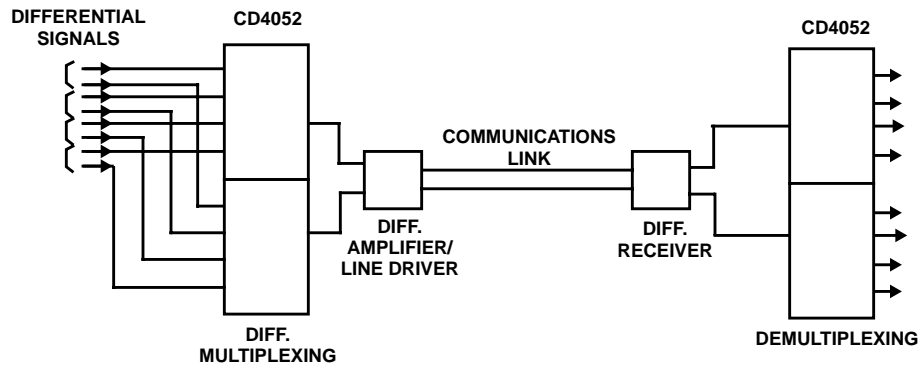 DIFFERENTIAL
SIGNALS
CD4052
CD4052
COMMUNICATIONS
LINK
DIFF.
AMPLIFIER/
LINE DRIVER
DIFF.
RECEIVER
DIFF.
MULTIPLEXING
DEMULTIPLEXING